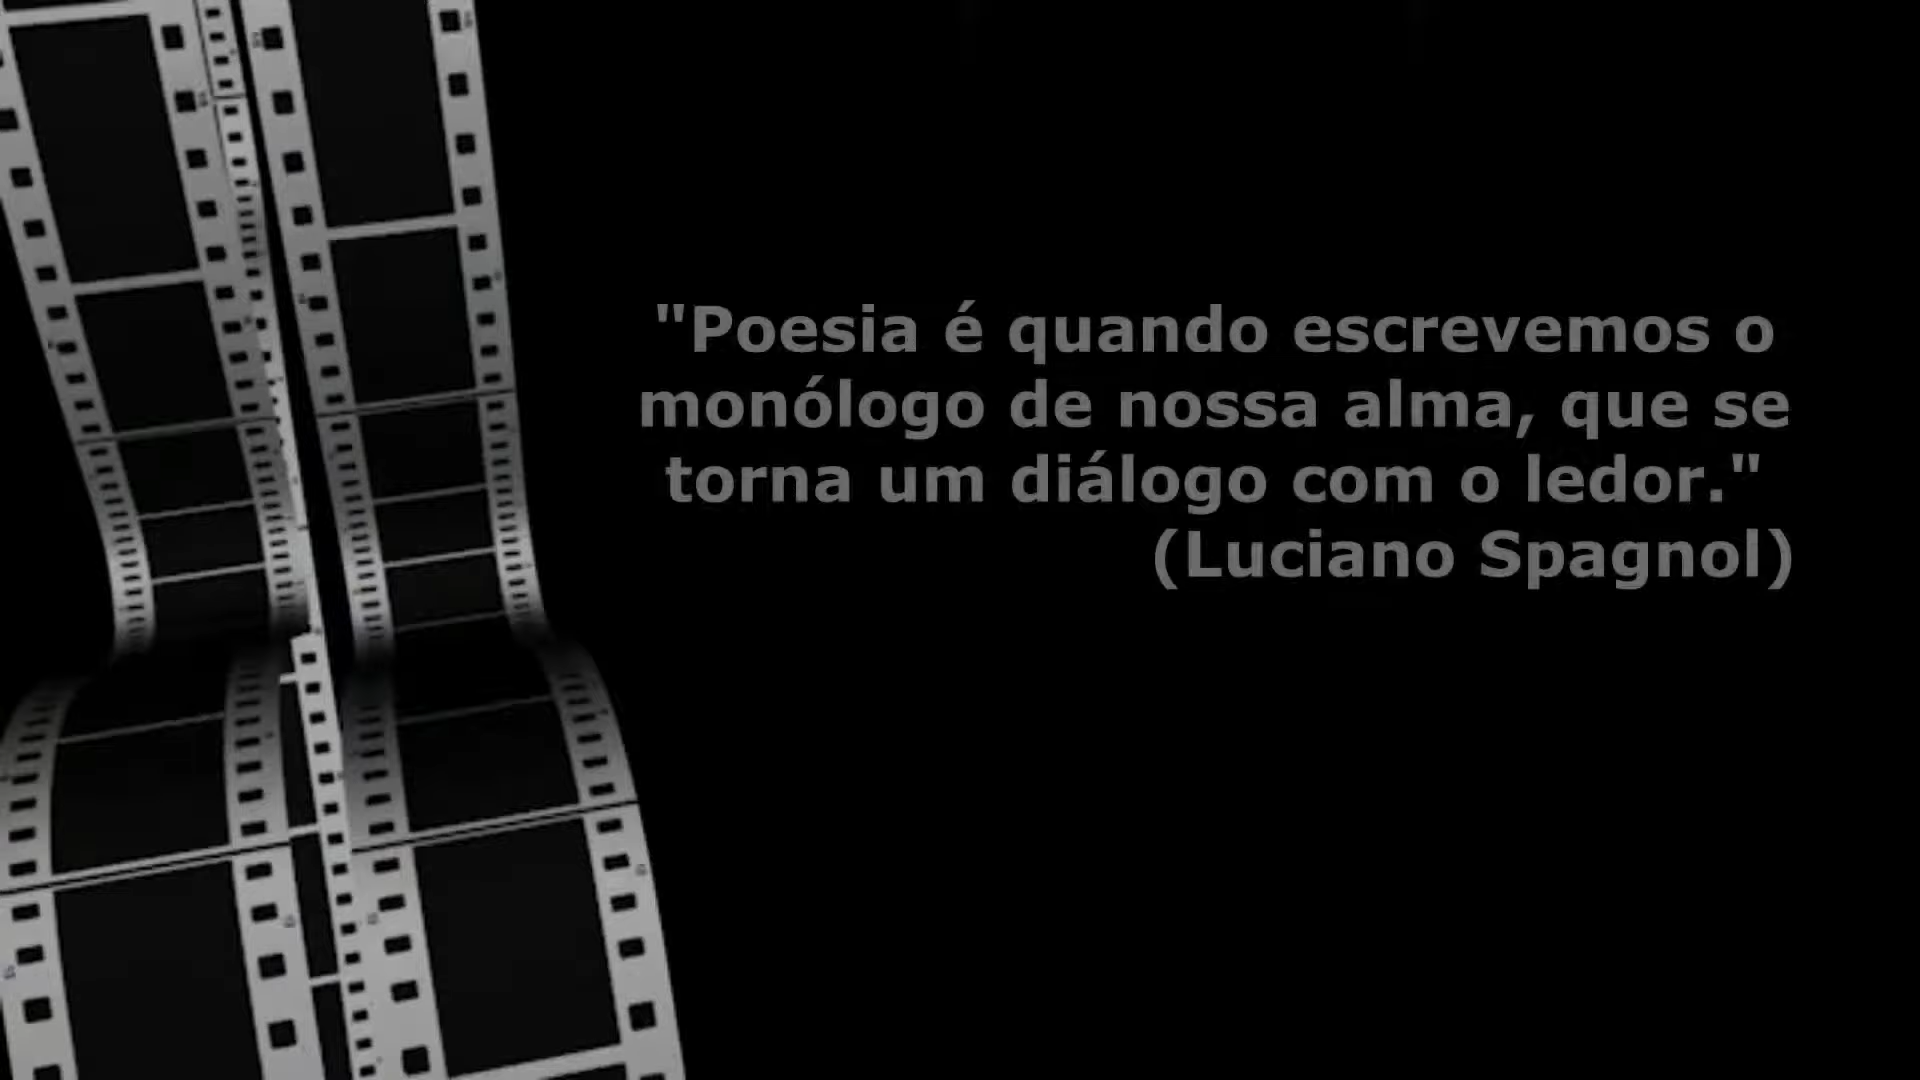 "Poesia é quando escrevemos o
monólogo de nossa alma, que se
torna um diálogo com o ledor."
(Luciano Spagnol)